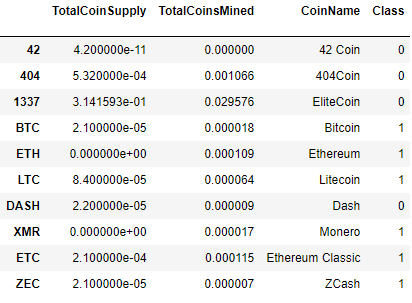 TotalCoinSupply TotalCoinsMined CoinName Class
42 4.200000e-11 0.000000 42 Coin 0
404 5.320000e-04 0.001066 404Coin 0
1337 3.141593e-01 0.029576 EliteCoin 0
BTC 2.100000e-05 0.000018 Bitcoin 1
ETH 0.000000e+00 0.000109 Ethereum 1
LTC 8.400000e-05 0.000064 Litecoin 1
DASH 2.200000e-05 0.000009 Dash 0
XMR 0.000000e+00 0.000017 Monero 1
ETC 2.100000e-04 0.000115 Ethereum Classic 1
ZEC 2.100000e-05 0.000007 ZCash 1